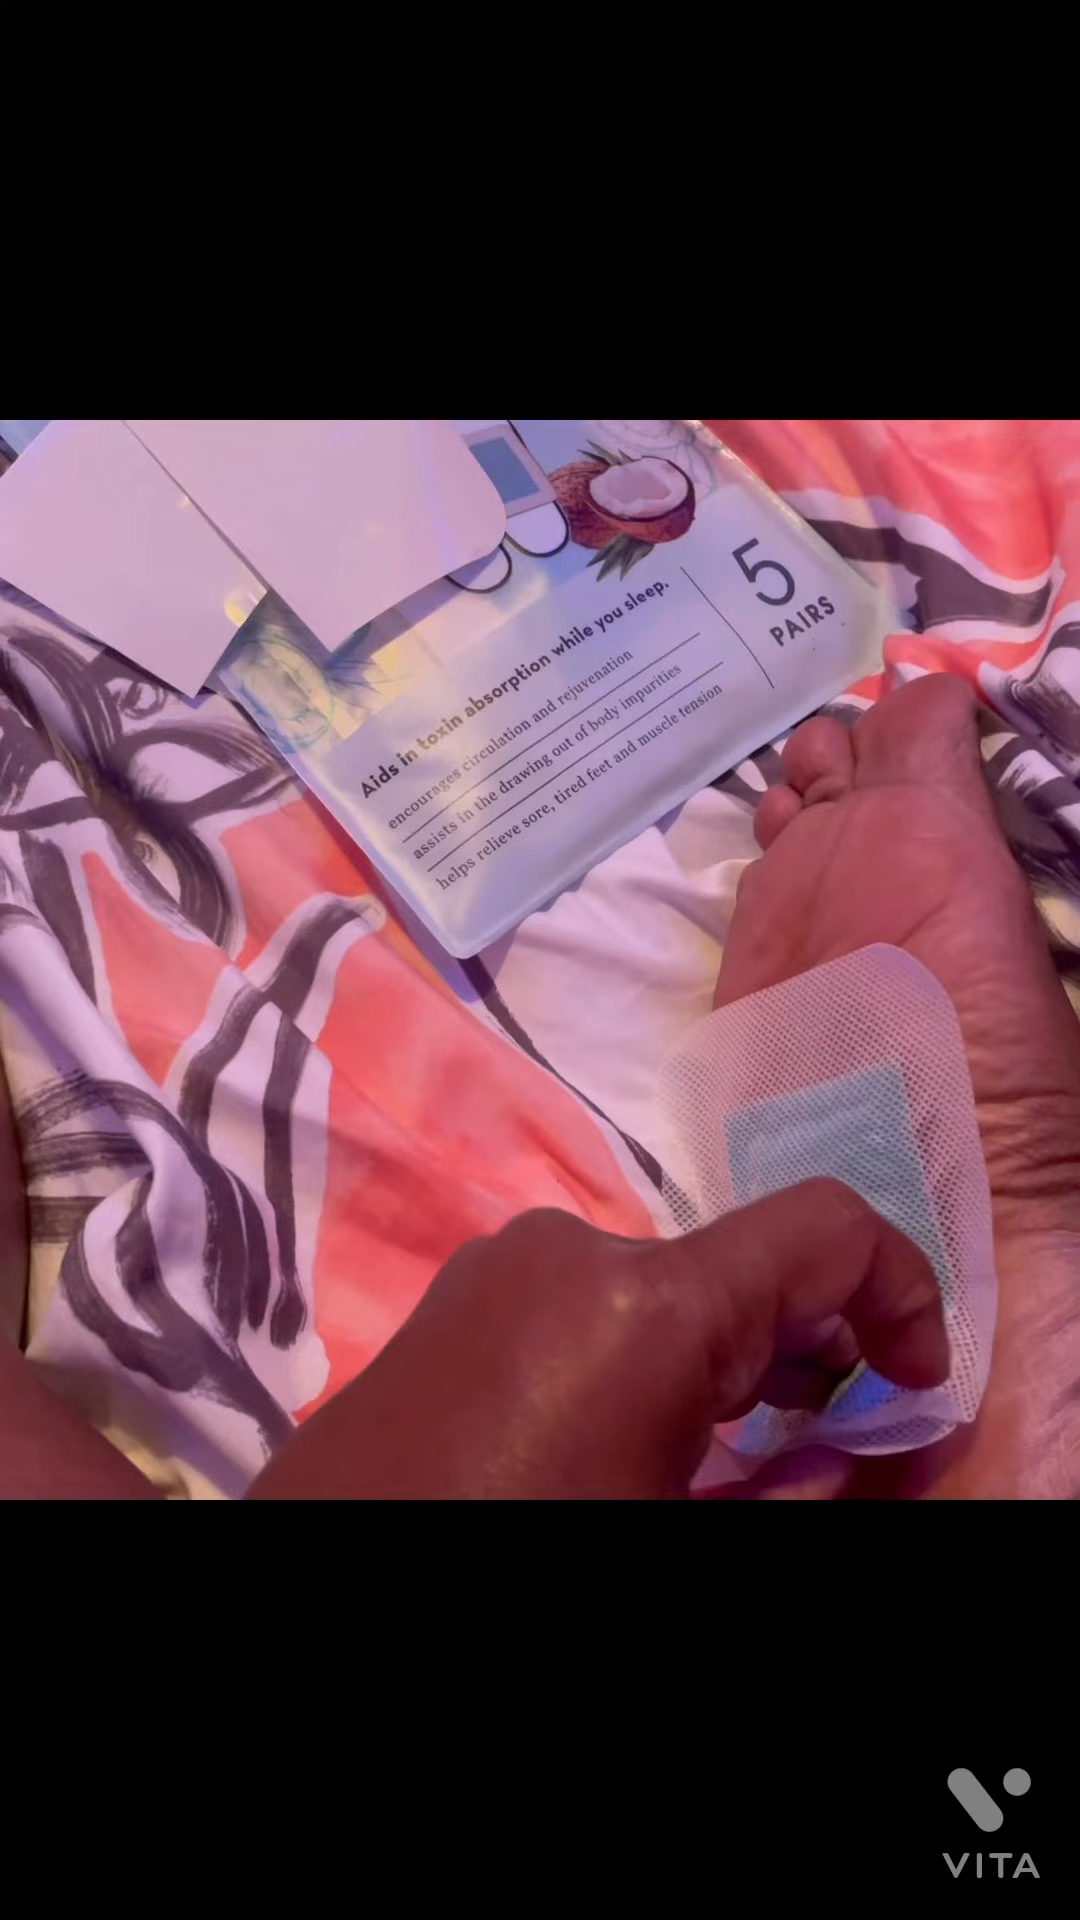 Aids in toxin absorption while you sleep.
encourages circulation and rejuvenation
assists in the drawing out of body impurities
helps relieve sore, tired feet and muscle tension
5
PAIRS
VITA